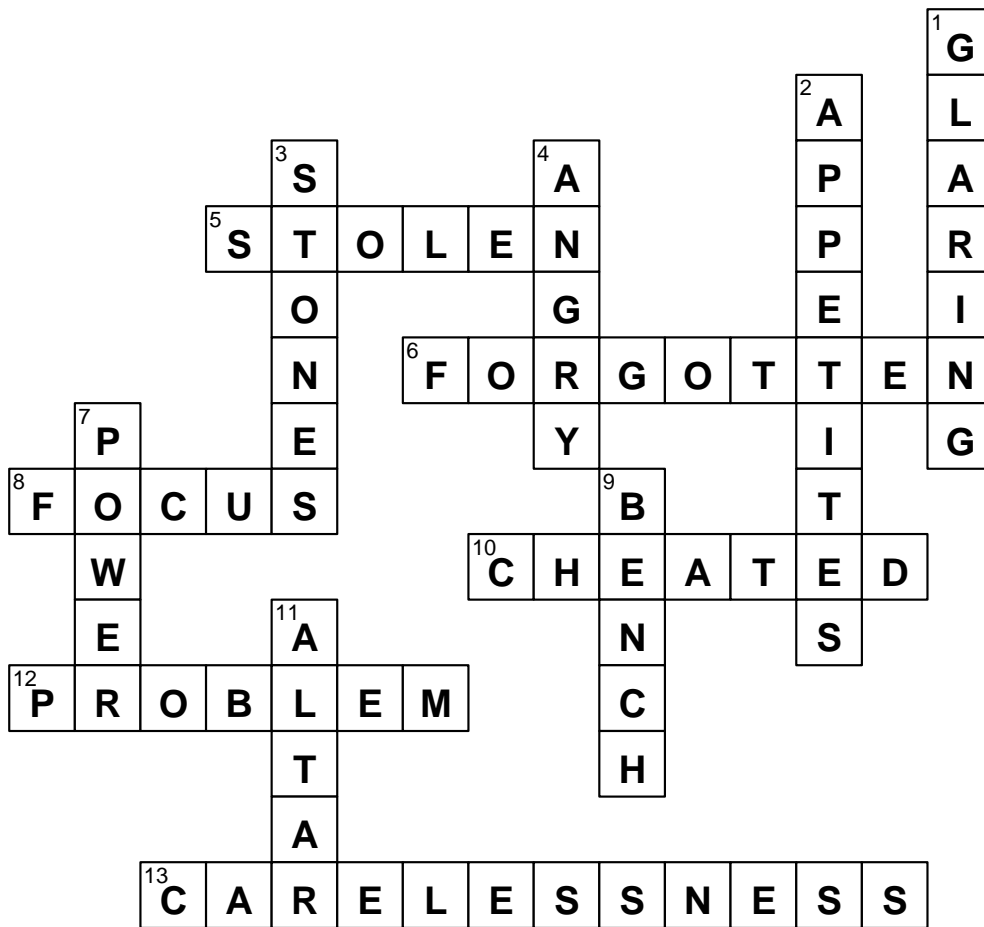 1 G
2 A L
3 S 4 A P A
5 S T O L E N P R
O G E I
N 6 F O R G O T T E N
7 P E Y I G
8 F O C U S 9 B T
W 10 C H E A T E D
E 11 A N S
12 P R O B L E M C
T H
A
13 C A R E L E S S N E S S